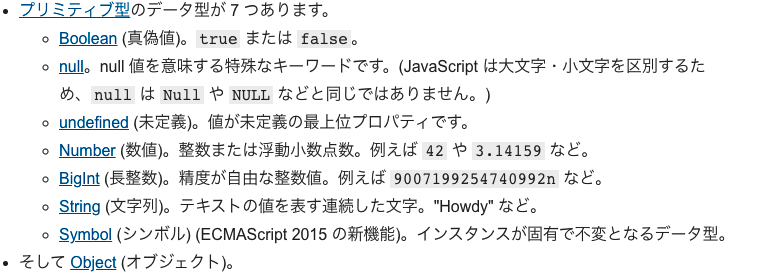 • プリミティブ型のデータ型が 7 つあります。
◦ Boolean (真偽値)。true または false。
◦ null。null 値を意味する特殊なキーワードです。(JavaScript は大文字・小文字を区別するた
め、null は Null や NULL などと同じではありません。)
◦ undefined (未定義)。値が未定義の最上位プロパティです。
◦ Number (数値)。整数または浮動小数点数。例えば 42 や 3.14159 など。
◦ BigInt (長整数)。精度が自由な整数値。例えば 9007199254740992n など。
◦ String (文字列)。テキストの値を表す連続した文字。"Howdy" など。
◦ Symbol (シンボル) (ECMAScript 2015 の新機能)。インスタンスが固有で不変となるデータ型。
• そして Object (オブジェクト)。